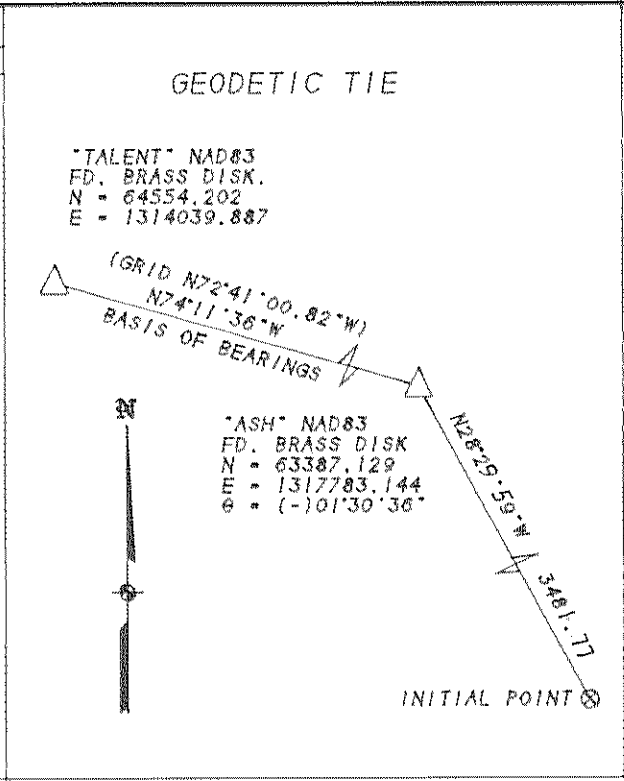 GEODETIC TIE
"TALENT" NAD83
FD. BRASS DISK.
N = 64554.202
E = 1314039.887
(GRID N72°41'00.82"W)
N74°11'36"W
BASIS OF BEARINGS
N
"ASH" NAD83
FD. BRASS DISK
N = 63387.129
E = 1317783.144
θ = (-)01°30'36"
N28°29'59"W 3481.77
INITIAL POINT